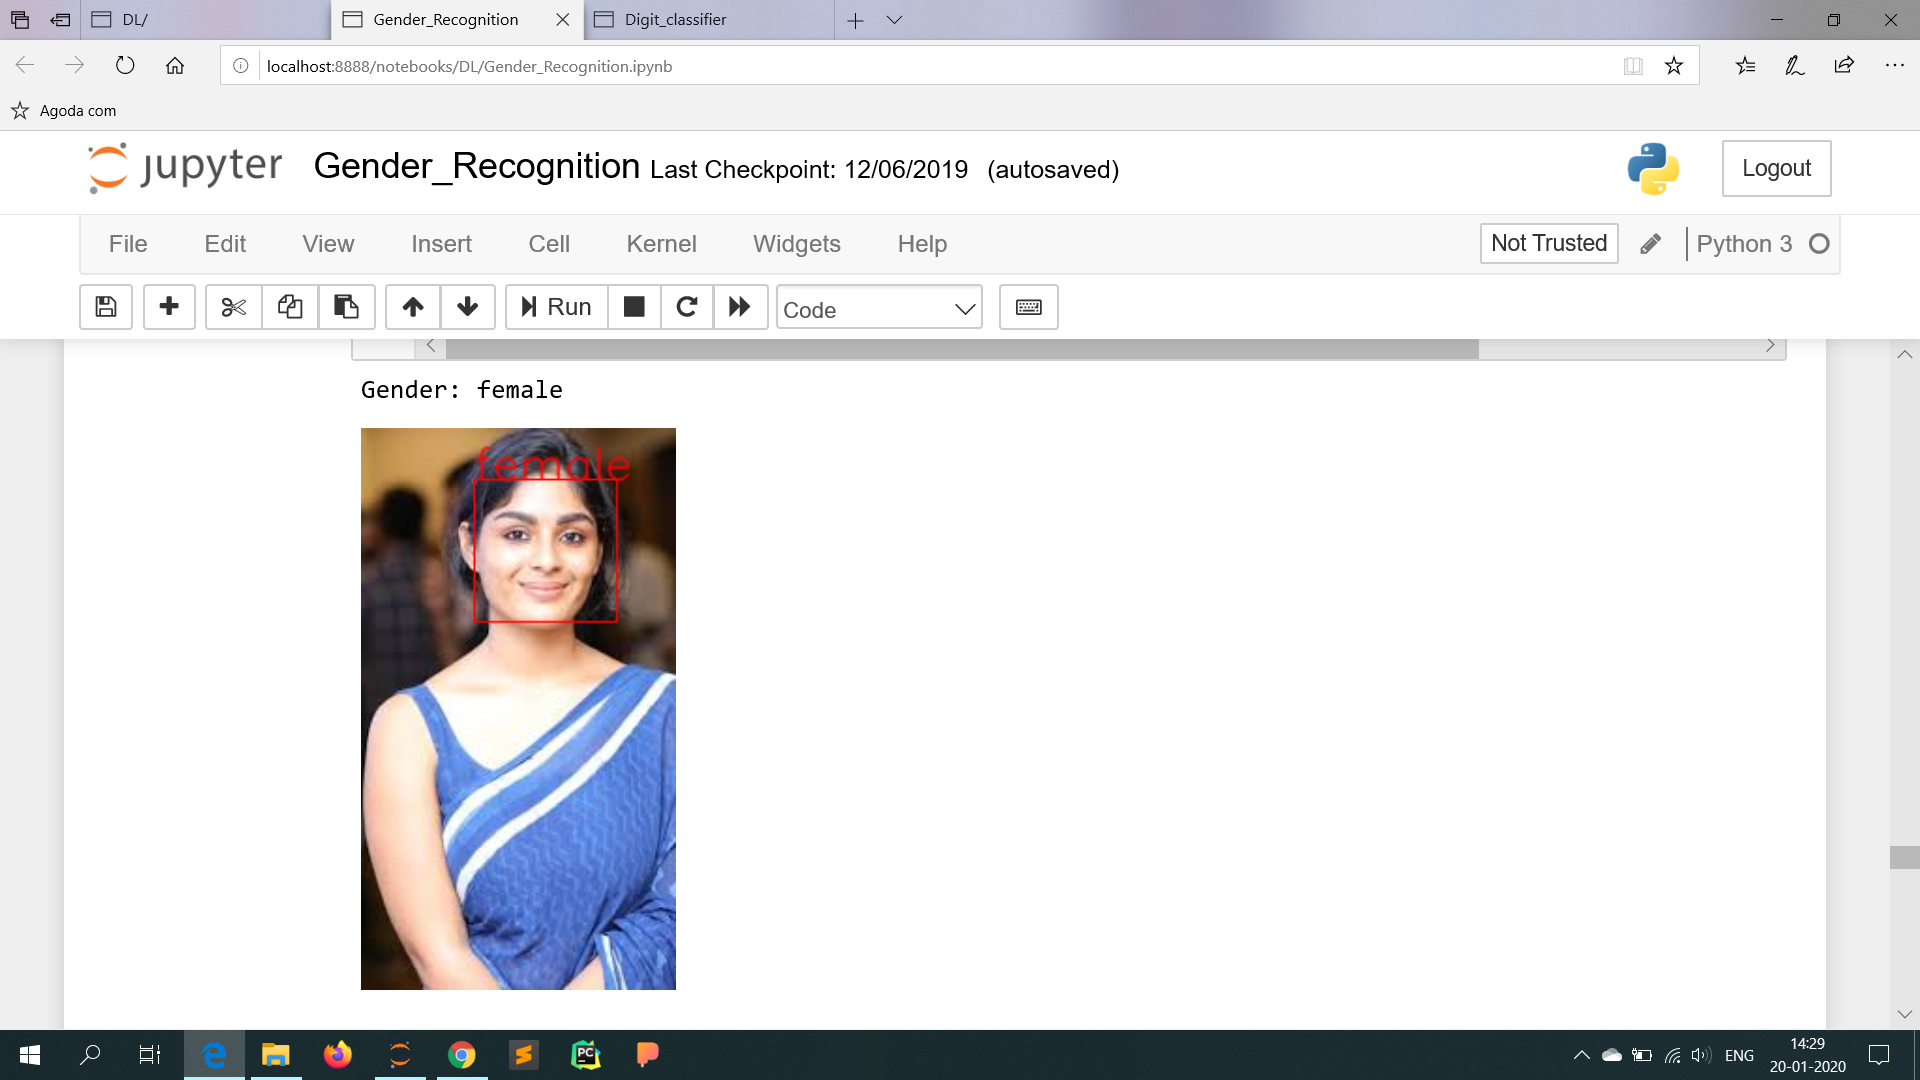 DL/
Gender_Recognition
Digit_classifier
localhost:8888/notebooks/DL/Gender_Recognition.ipynb
Agoda com
jupyter Gender_Recognition Last Checkpoint: 12/06/2019 (autosaved)
Logout
File Edit View Insert Cell Kernel Widgets Help
Not Trusted
Python 3
Run
Code
Gender: female
female
PC
ENG
14:29
20-01-2020